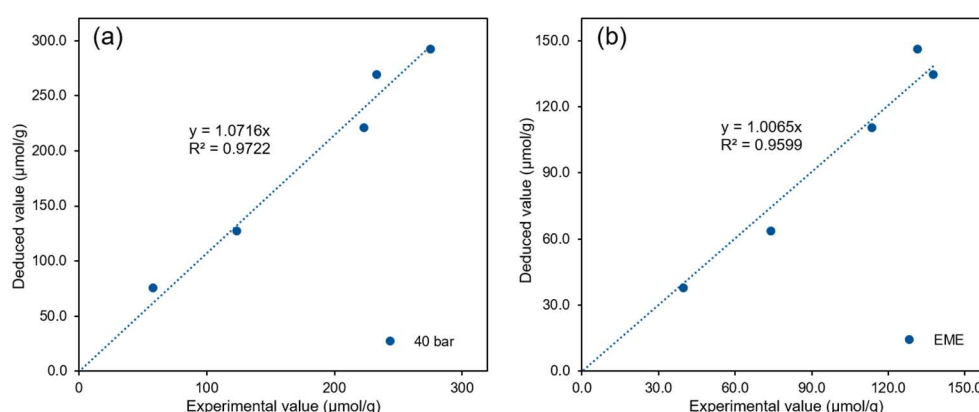 (a)
300.0
250.0
200.0
150.0
100.0
50.0
0.0
Deduced value (µmol/g)
y = 1.0716x
R² = 0.9722
40 bar
0
100
200
300
Experimental value (µmol/g)
(b)
150.0
120.0
90.0
60.0
30.0
0.0
Deduced value (µmol/g)
y = 1.0065x
R² = 0.9599
EME
0.0
30.0
60.0
90.0
120.0
150.0
Experimental value (µmol/g)